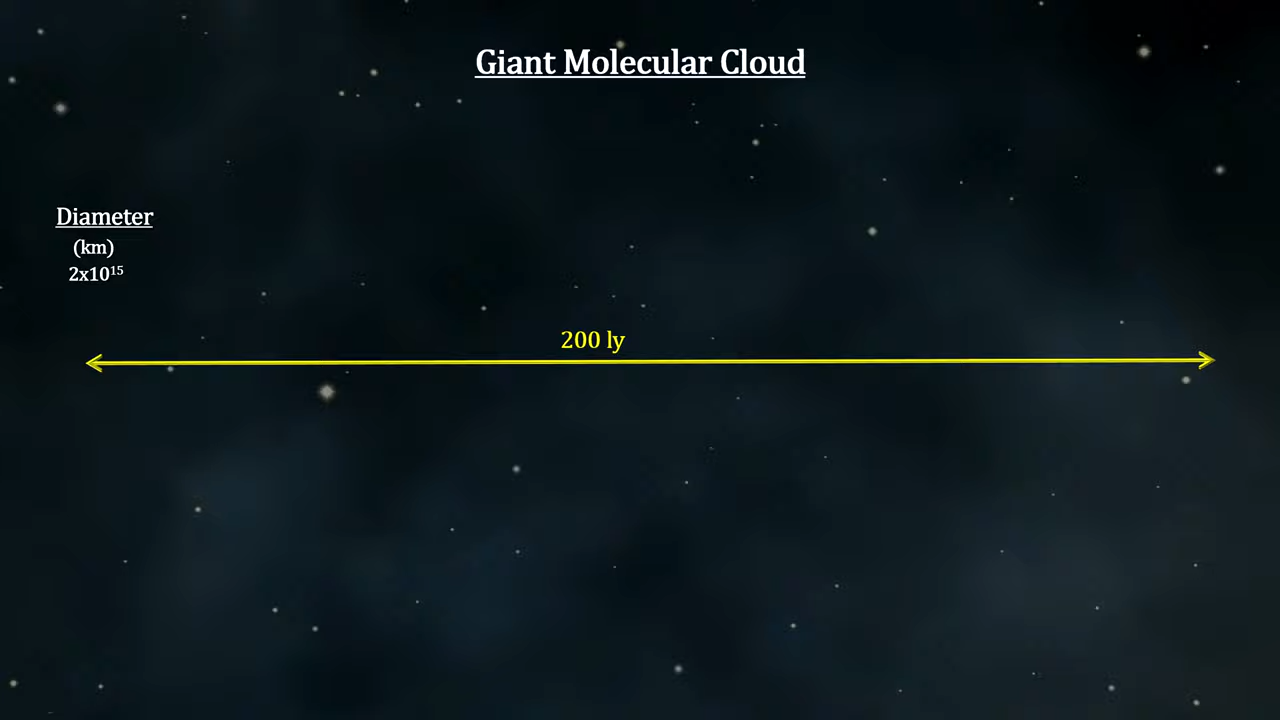 Giant Molecular Cloud
Diameter
(km)
2x10¹⁵
200 ly